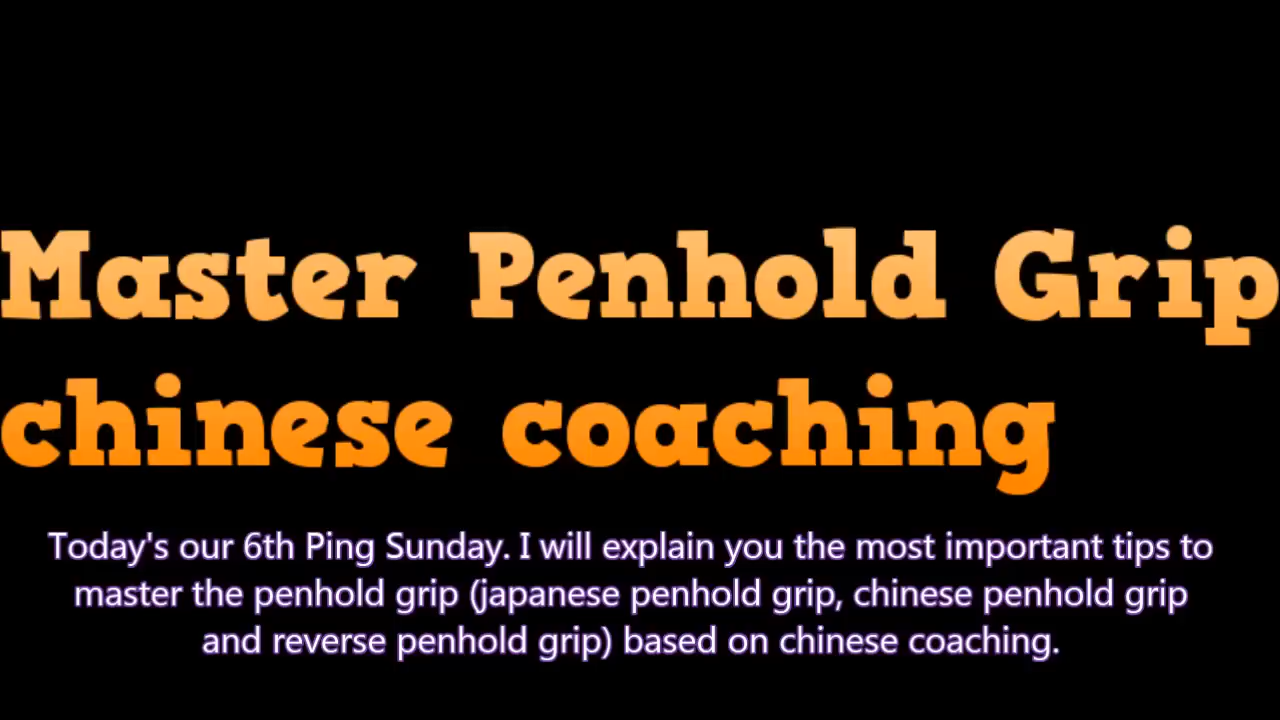 Master Penhold Grip
chinese coaching
Today's our 6th Ping Sunday. I will explain you the most important tips to
master the penhold grip (japanese penhold grip, chinese penhold grip
and reverse penhold grip) based on chinese coaching.